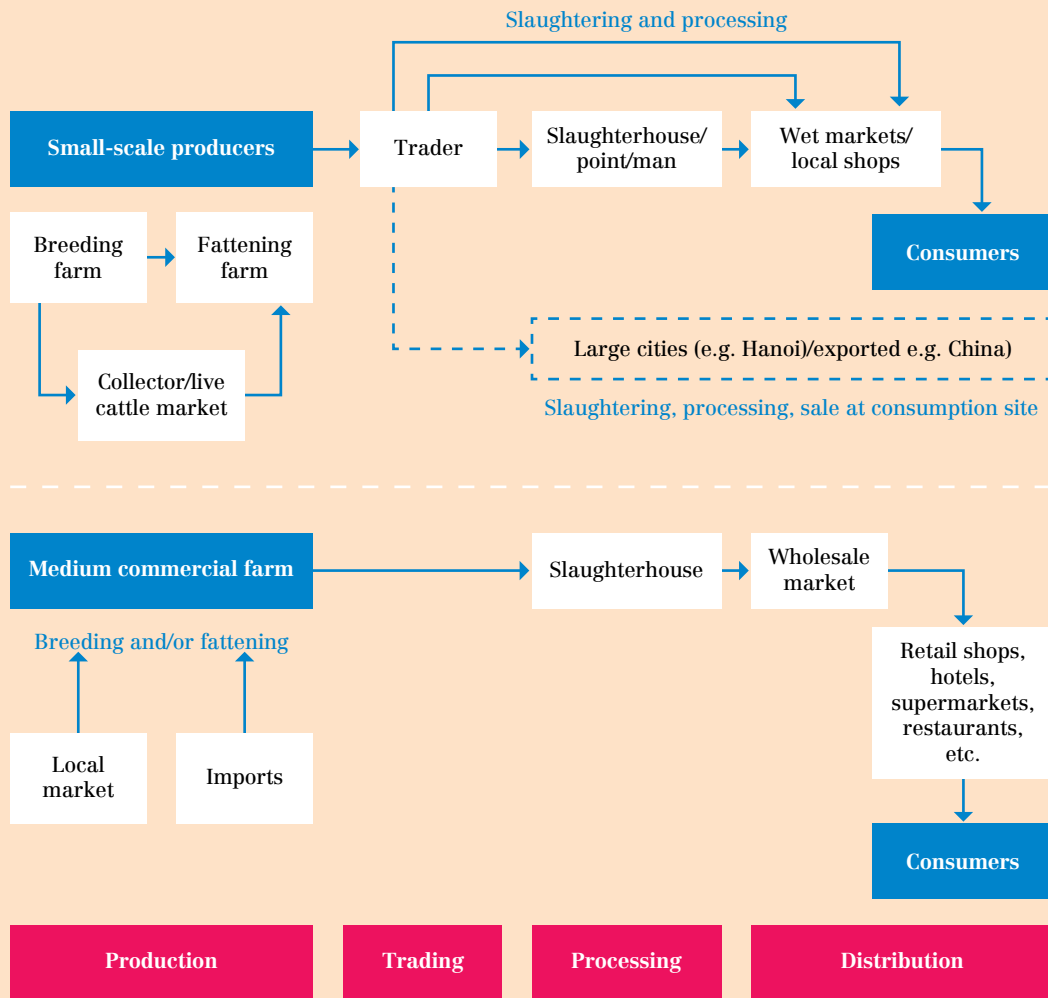 Slaughtering and processing
Small-scale producers
Trader
Slaughterhouse/
point/man
Wet markets/
local shops
Breeding
farm
Fattening
farm
Consumers
Collector/live
cattle market
Large cities (e.g. Hanoi)/exported e.g. China)
Slaughtering, processing, sale at consumption site
Medium commercial farm
Slaughterhouse
Wholesale
market
Breeding and/or fattening
Local
market
Imports
Retail shops,
hotels,
supermarkets,
restaurants,
etc.
Consumers
Production
Trading
Processing
Distribution